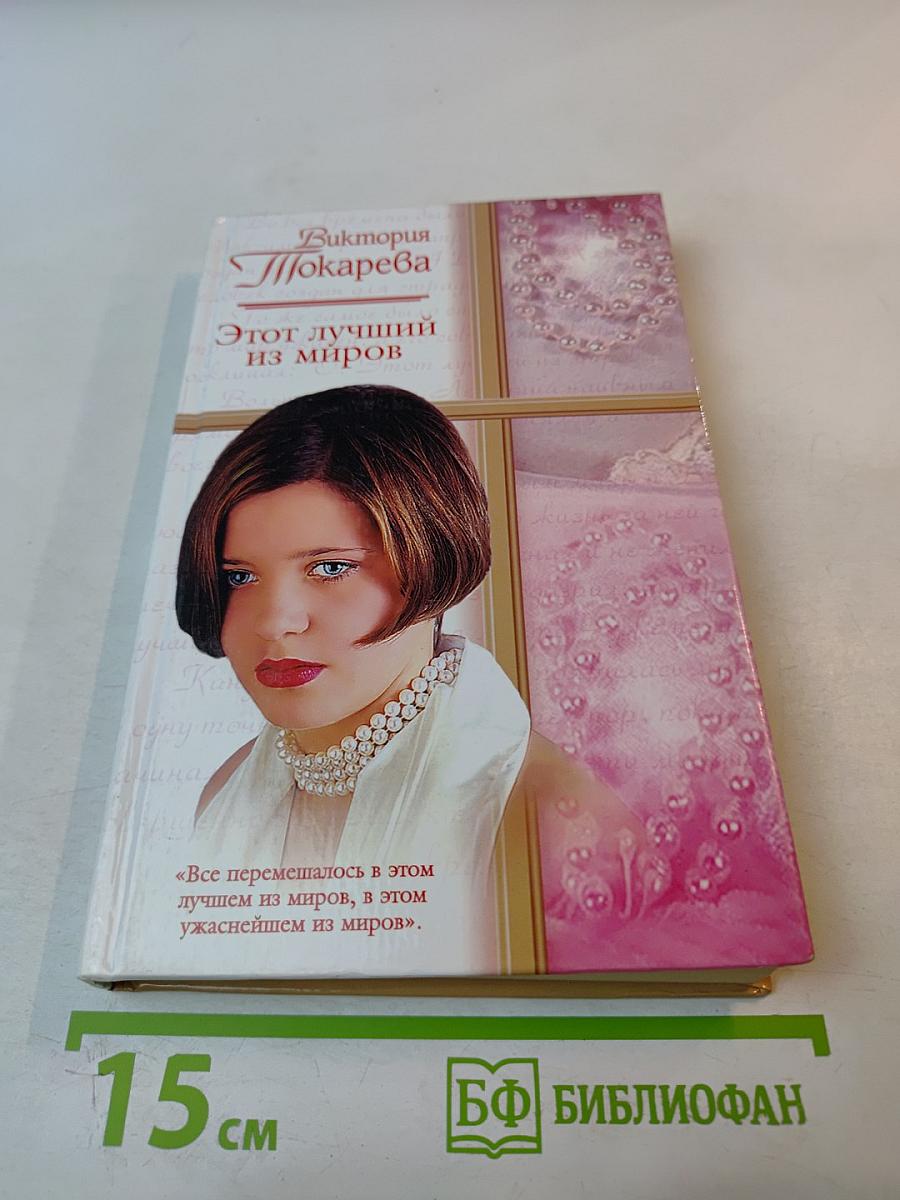 Виктория
Токарева
Этот лучший
из миров
«Все перемешалось в этом
лучшем из миров, в этом
ужаснейшем из миров».
15 см
БФ БИБЛИОФАН